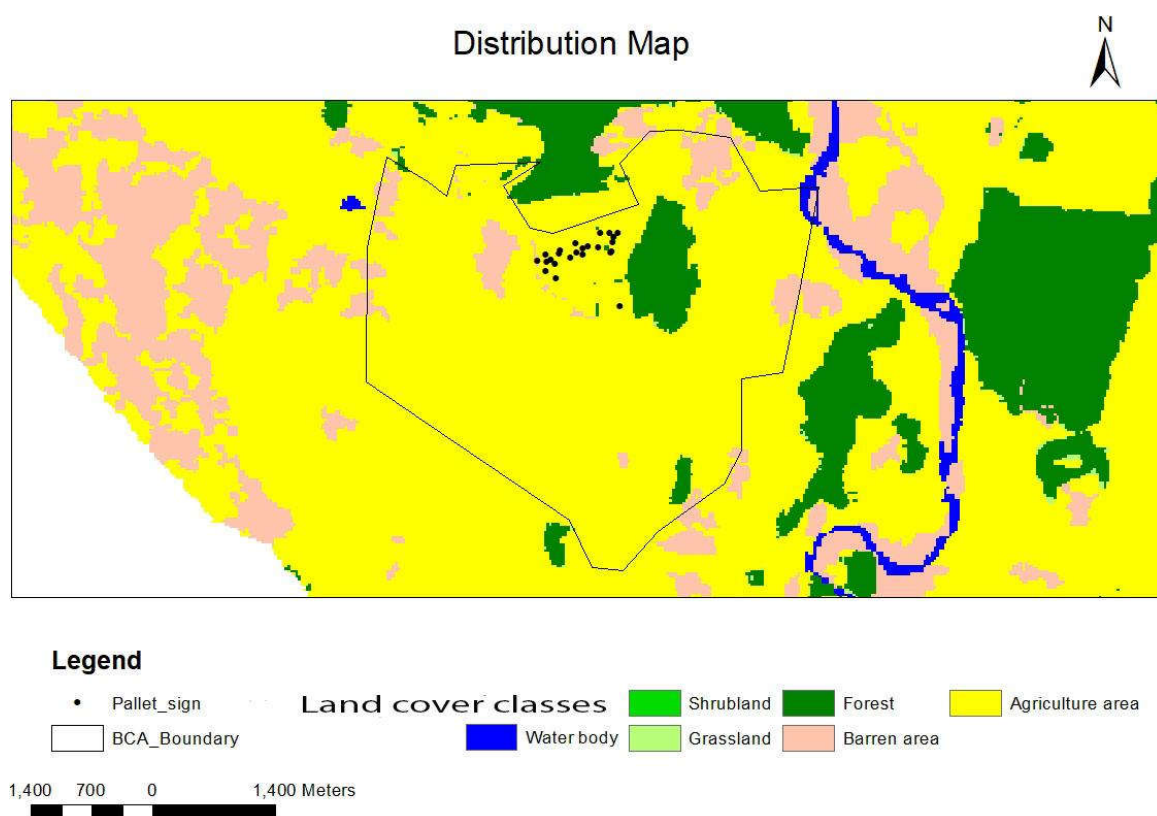 Distribution Map
N
Legend
Pallet_sign
Land cover classes
Shrubland
Forest
Agriculture area
BCA_Boundary
Water body
Grassland
Barren area
1,400 700 0 1,400 Meters